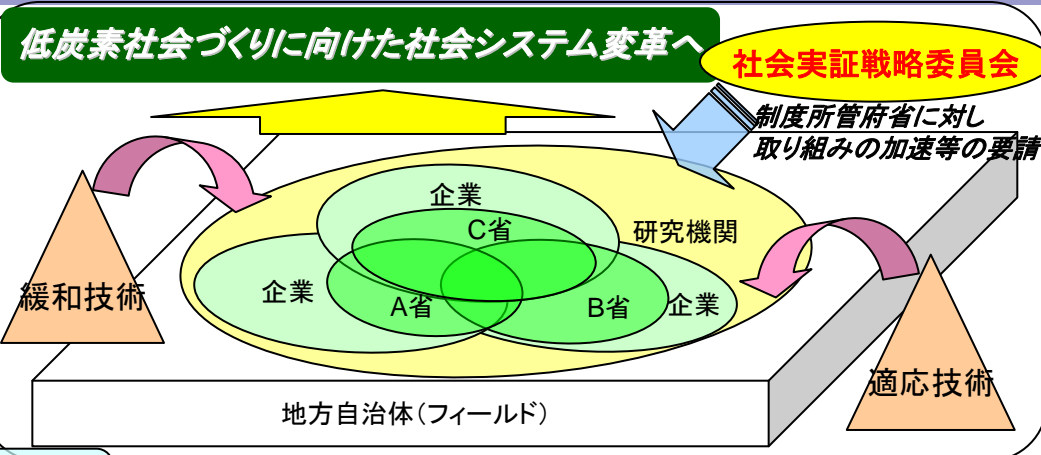 低炭素社会づくりに向けた社会システム変革へ
社会実証戦略委員会
制度所管府省に対し
取り組みの加速等の要請
企業
C省
研究機関
緩和技術
企業
A省
B省
企業
適応技術
地方自治体(フィールド)